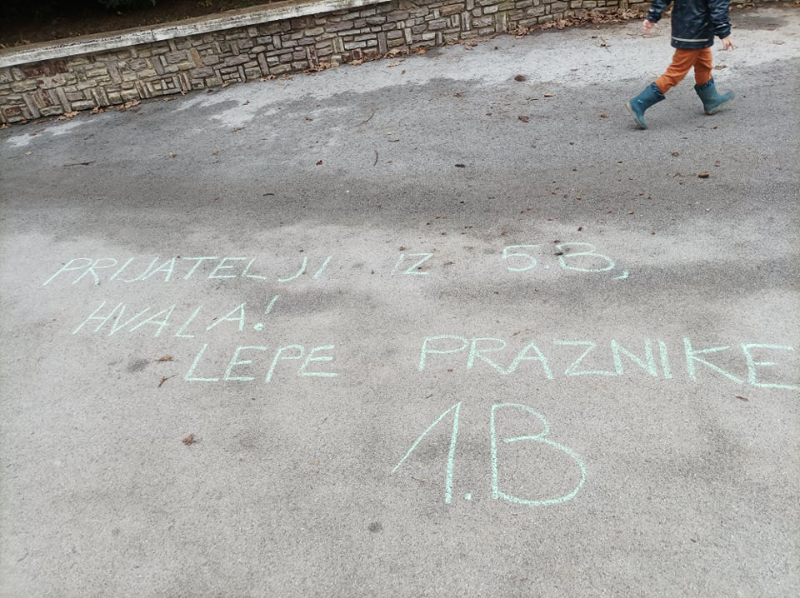 PRIJATELJI IZ 5.B,
HVALA!
LEPE PRAZNIKE
1.B